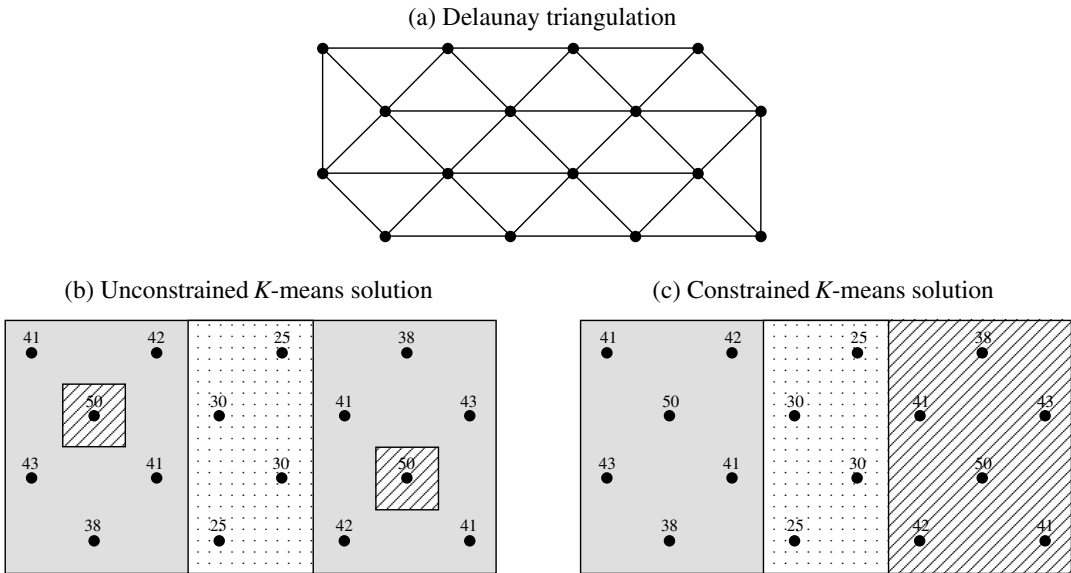 (a) Delaunay triangulation
(b) Unconstrained K-means solution
41 42 25 38
50 30 41 43
43 41 30 50
38 25 42 41
(c) Constrained K-means solution
41 42 25 38
50 30 41 43
43 41 30 50
38 25 42 41